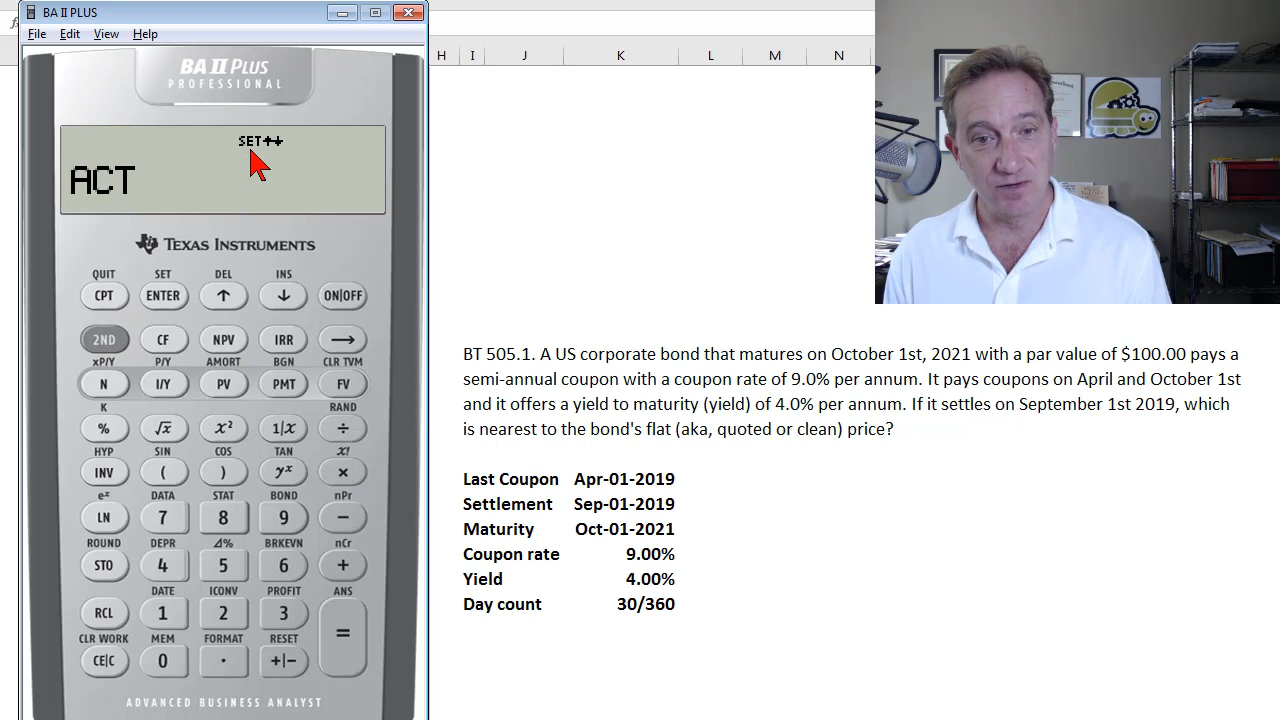 BA II PLUS
File Edit View Help
H I J K L M N
BA II PLUS
PROFESSIONAL
SET
ACT
TEXAS INSTRUMENTS
QUIT SET DEL INS
CPT ENTER ↑ ↓ ON|OFF
2ND CF NPV IRR →
xP/Y P/Y AMORT BGN CLR TVM
N I/Y PV PMT FV
K RAND
% √x x² 1/x ÷
HYP SIN COS TAN x!
INV ( ) yˣ ×
eˣ DATA STAT BOND nPr
LN 7 8 9 −
ROUND DEPR Δ% BRKEVN nCr
STO 4 5 6 +
DATE ICONV PROFIT ANS
RCL 1 2 3 =
CLR WORK MEM FORMAT RESET
CE|C 0 . +|−
ADVANCED BUSINESS ANALYST
BT 505.1. A US corporate bond that matures on October 1st, 2021 with a par value of $100.00 pays a
semi-annual coupon with a coupon rate of 9.0% per annum. It pays coupons on April and October 1st
and it offers a yield to maturity (yield) of 4.0% per annum. If it settles on September 1st 2019, which
is nearest to the bond's flat (aka, quoted or clean) price?
Last Coupon Apr-01-2019
Settlement Sep-01-2019
Maturity Oct-01-2021
Coupon rate 9.00%
Yield 4.00%
Day count 30/360